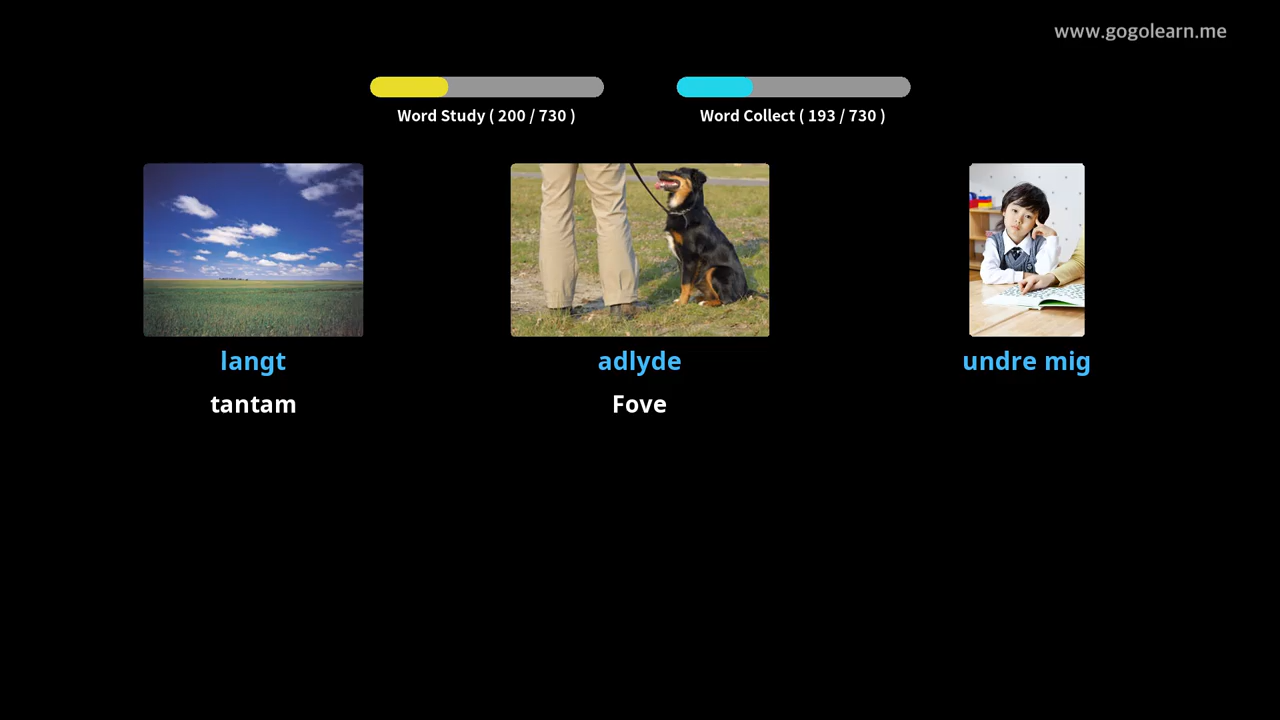 www.gogolearn.me
Word Study ( 200 / 730 )
Word Collect ( 193 / 730 )
langt
adlyde
undre mig
tantam
Fove